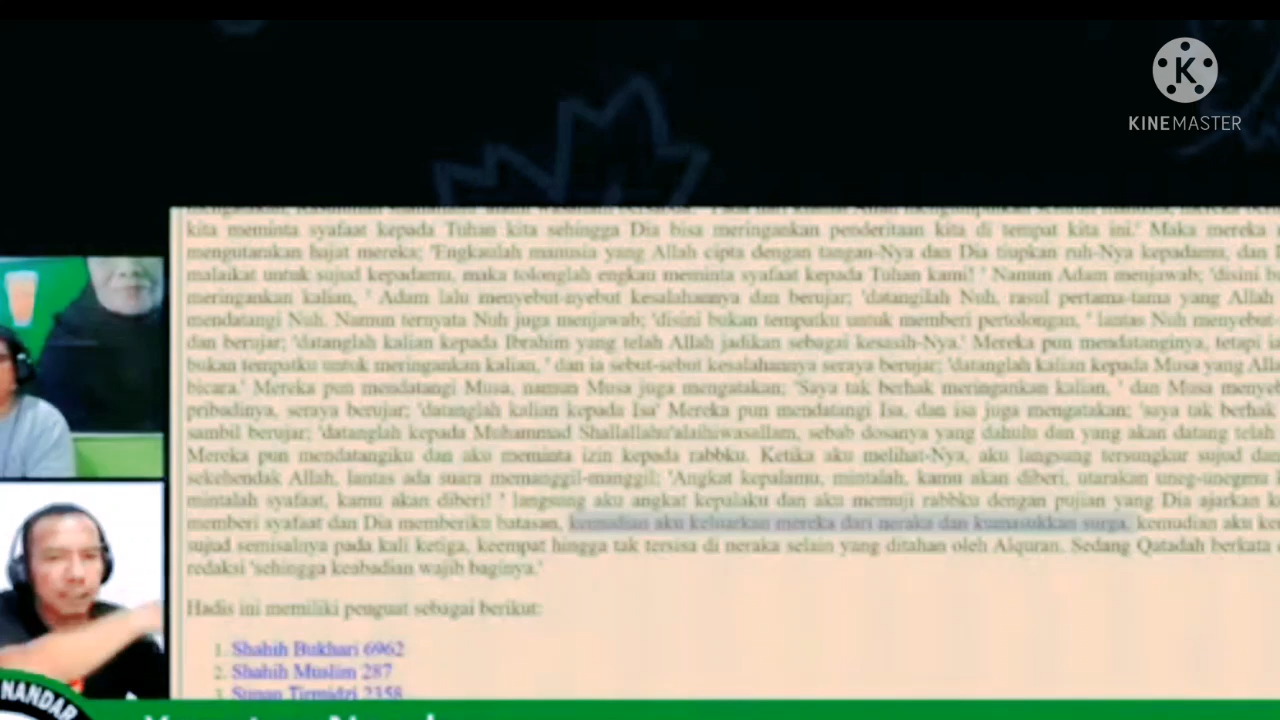 KINEMASTER
kita meminta syafaat kepada Tuhan kita sehingga Dia bisa meringankan penderitaan kita di tempat kita ini.' Maka mereka
mengutarakan hajat mereka; 'Engkaulah manusia yang Allah cipta dengan tangan-Nya dan Dia tiupkan ruh-Nya kepadamu, dan
malaikat untuk sujud kepadamu, maka tolonglah engkau meminta syafaat kepada Tuhan kami! ' Namun Adam menjawab; 'disini
meringankan kalian, ' Adam lalu menyebut-nyebut kesalahannya dan berujar; 'datangilah Nuh, rasul pertama-tama yang Allah
mendatangi Nuh. Namun ternyata Nuh juga menjawab; 'disini bukan tempatku untuk memberi pertolongan, ' lantas Nuh
dan berujar; 'datanglah kalian kepada Ibrahim yang telah Allah jadikan sebagai kesasih-Nya.' Mereka pun mendatanginya, tetapi
bukan tempatku untuk meringankan kalian, ' dan ia sebut-sebut kesalahannya seraya berujar; 'datanglah kalian kepada Musa yang
bicara.' Mereka pun mendatangi Musa, namun Musa juga mengatakan; 'Saya tak berhak meringankan kalian, ' dan Musa
pribadinya, seraya berujar; 'datanglah kalian kepada Isa' Mereka pun mendatangi Isa, dan isa juga mengatakan; 'saya tak berhak
sambil berujar; 'datanglah kepada Muhammad Shallallahu'alaihiwasallam, sebab dosanya yang dahulu dan yang akan datang telah
Mereka pun mendatangiku dan aku meminta izin kepada rabbku. Ketika aku melihat-Nya, aku langsung tersungkur sujud
sekehendak Allah, lantas ada suara memanggil-manggil; 'Angkat kepalamu, mintalah, kamu akan diberi, utarakan uneg-unegmu
mintalah syafaat, kamu akan diberi! ' langsung aku angkat kepalaku dan aku memuji rabbku dengan pujian yang Dia ajarkan
memberi syafaat dan Dia memberiku batasan, kemudian aku keluarkan mereka dari neraka dan kumasukkan surga, kemudian aku
sujud semisalnya pada kali ketiga, keempat hingga tak tersisa di neraka selain yang ditahan oleh Alquran. Sedang Qatadah berkata
redaksi 'sehingga keabadian wajib baginya.'
Hadis ini memiliki penguat sebagai berikut:
1. Shahih Bukhari 6962
2. Shahih Muslim 287
3. Sunan Tirmidzi 2358
NANDAR